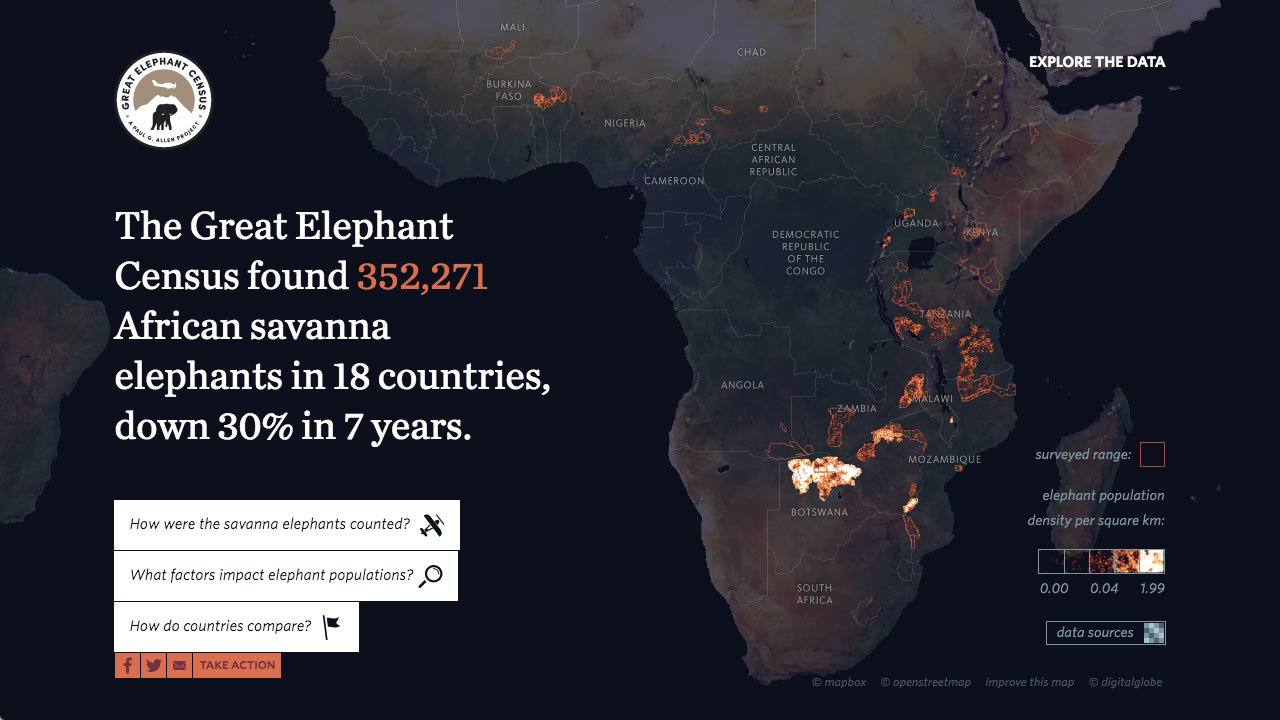 GREAT ELEPHANT CENSUS
A PAUL G. ALLEN PROJECT
EXPLORE THE DATA
The Great Elephant
Census found 352,271
African savanna
elephants in 18 countries,
down 30% in 7 years.
How were the savanna elephants counted?
What factors impact elephant populations?
How do countries compare?
TAKE ACTION
MALI
CHAD
BURKINA
FASO
NIGERIA
CENTRAL
AFRICAN
REPUBLIC
CAMEROON
UGANDA
KENYA
DEMOCRATIC
REPUBLIC
OF THE
CONGO
TANZANIA
ANGOLA
MALAWI
ZAMBIA
MOZAMBIQUE
BOTSWANA
SOUTH
AFRICA
surveyed range:
elephant population
density per square km:
0.00 0.04 1.99
data sources
© mapbox © openstreetmap improve this map © digitalglobe